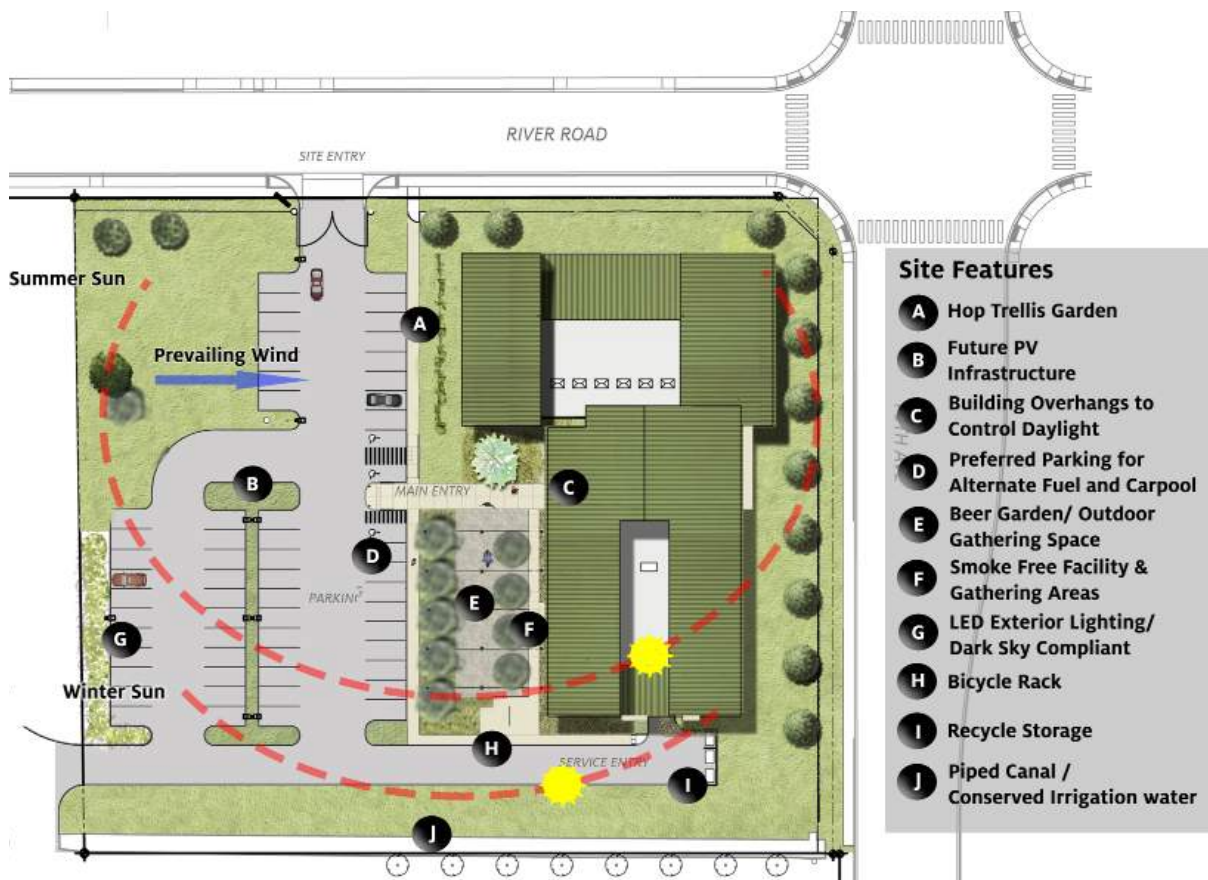 RIVER ROAD
SITE ENTRY
Summer Sun
Prevailing Wind
A
B
MAIN ENTRY
C
D
PARKING
E
F
G
Winter Sun
H
SERVICE ENTRY
I
J
Site Features
A Hop Trellis Garden
B Future PV
Infrastructure
C Building Overhangs to
Control Daylight
D Preferred Parking for
Alternate Fuel and Carpool
E Beer Garden/ Outdoor
Gathering Space
F Smoke Free Facility &
Gathering Areas
G LED Exterior Lighting/
Dark Sky Compliant
H Bicycle Rack
I Recycle Storage
J Piped Canal /
Conserved Irrigation water